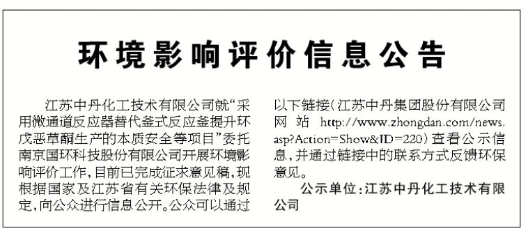 环境影响评价信息公告
江苏中丹化工技术有限公司就“采
用微通道反应器替代釜式反应釜提升环
戊恶草酮生产的本质安全等项目”委托
南京国环科技股份有限公司开展环境影
响评价工作,目前已完成征求意见稿,现
根据国家及江苏省有关环保法律及规
定,向公众进行信息公开。公众可以通过
以下链接(江苏中丹集团股份有限公司
网站http://www.zhongdan.com/news.
asp?Action=Show&ID=220)查看公示信
息,并通过链接中的联系方式反馈环保
意见。
公示单位:江苏中丹化工技术有限
公司